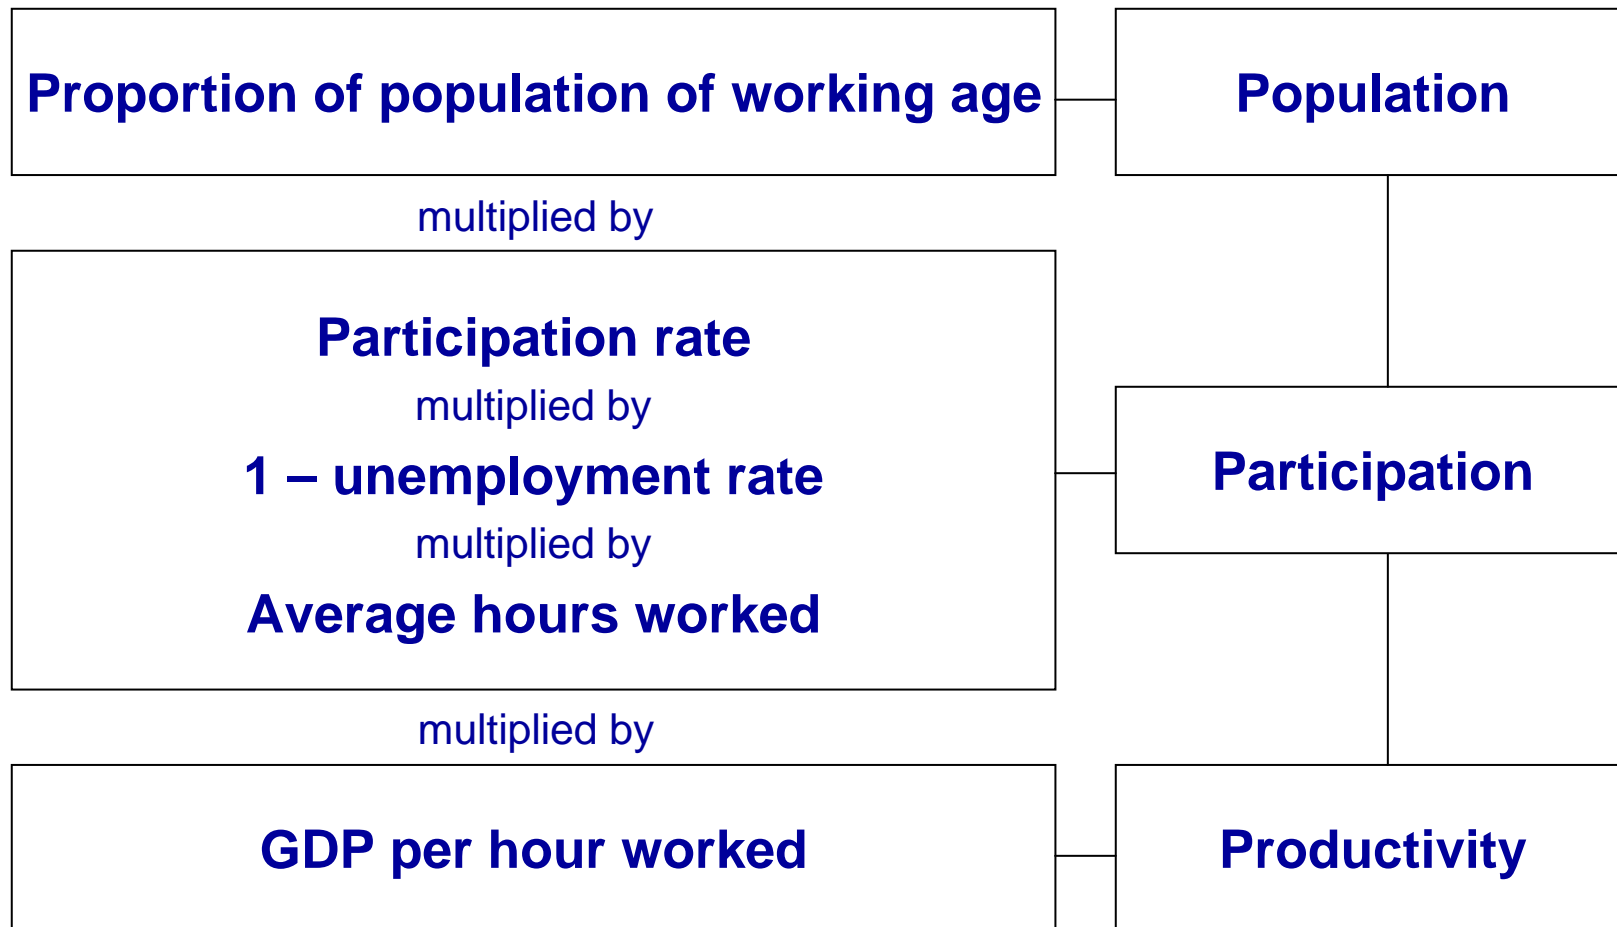 Proportion of population of working age
Population
multiplied by
Participation rate
multiplied by
1 – unemployment rate
multiplied by
Average hours worked
Participation
multiplied by
GDP per hour worked
Productivity